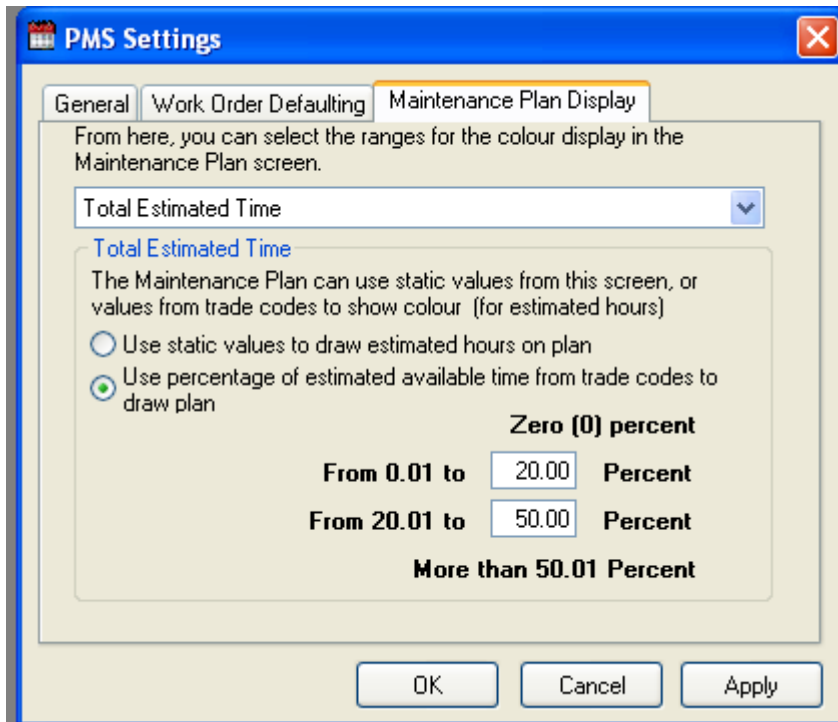 PMS Settings
General Work Order Defaulting Maintenance Plan Display
From here, you can select the ranges for the colour display in the
Maintenance Plan screen.
Total Estimated Time
Total Estimated Time
The Maintenance Plan can use static values from this screen, or
values from trade codes to show colour (for estimated hours)
Use static values to draw estimated hours on plan
Use percentage of estimated available time from trade codes to
draw plan
Zero (0) percent
From 0.01 to 20.00 Percent
From 20.01 to 50.00 Percent
More than 50.01 Percent
OK Cancel Apply